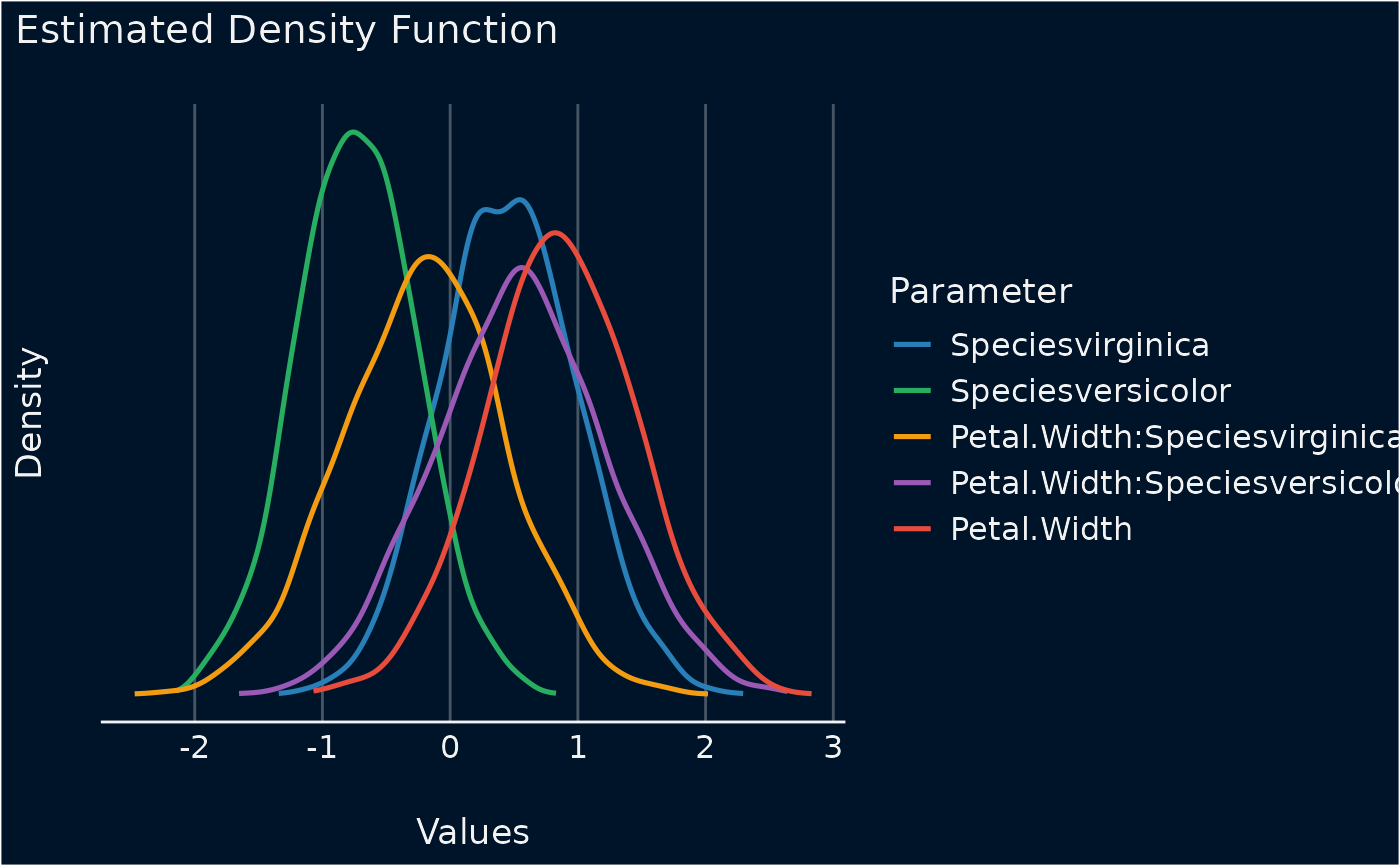 Estimated Density Function
Density
-2 -1 0 1 2 3
Values
Parameter
Speciesvirginica
Speciesversicolor
Petal.Width:Speciesvirginica
Petal.Width:Speciesversicolo
Petal.Width